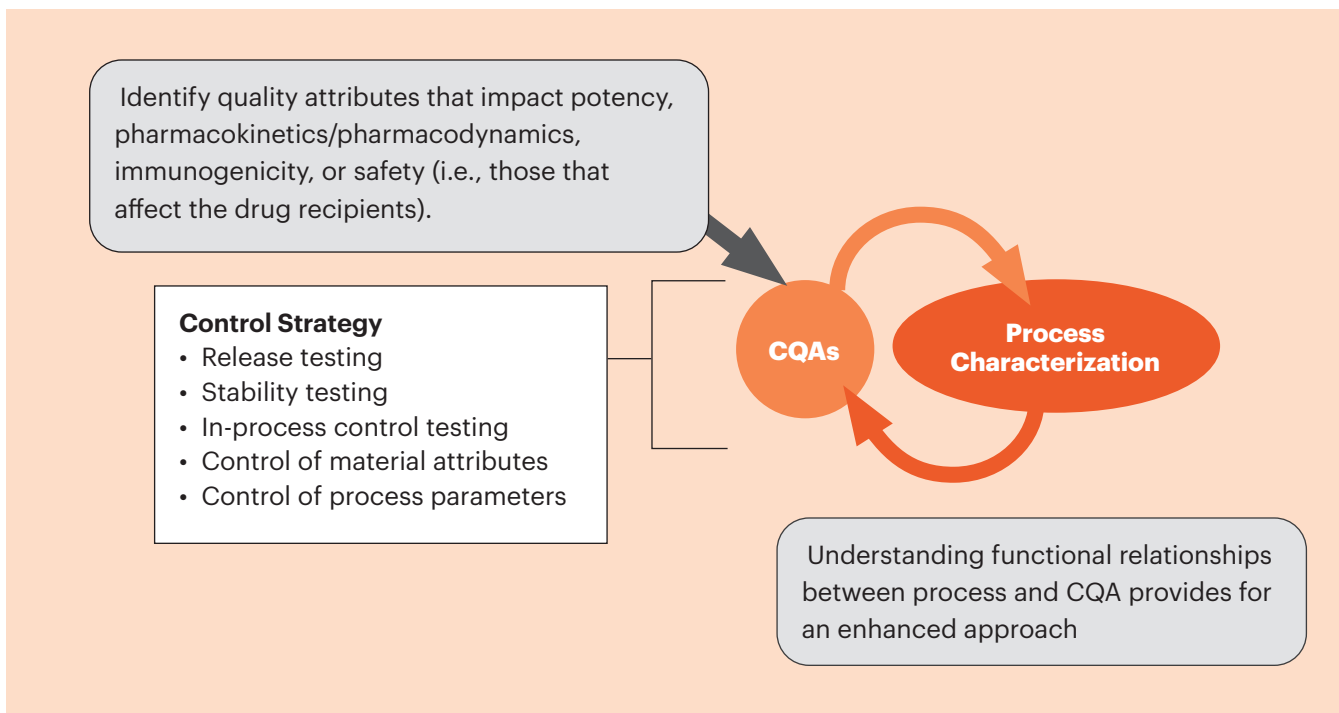 Identify quality attributes that impact potency,
pharmacokinetics/pharmacodynamics,
immunogenicity, or safety (i.e., those that
affect the drug recipients).
Control Strategy
• Release testing
• Stability testing
• In-process control testing
• Control of material attributes
• Control of process parameters
CQAs
Process
Characterization
Understanding functional relationships
between process and CQA provides for
an enhanced approach